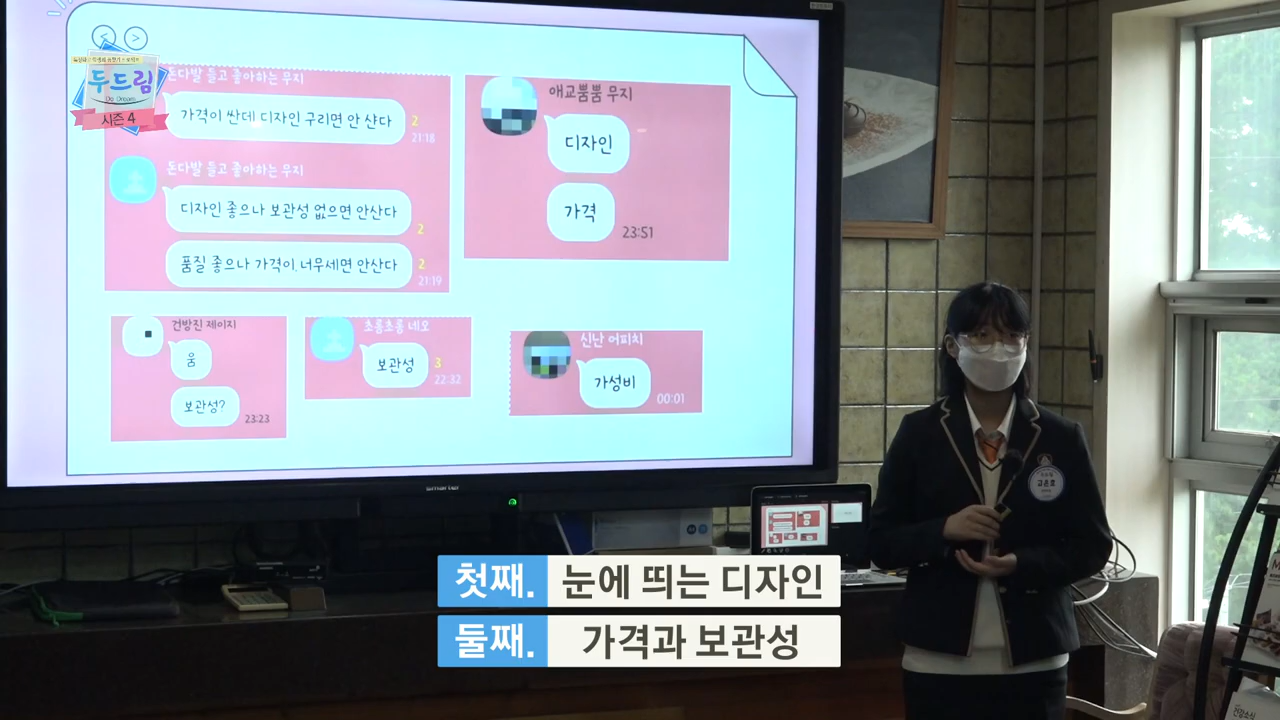 두드림
Do Dream
시즌 4
< >
돈다발 들고 좋아하는 무지
가격이 싼데 디자인 구리면 안 산다
2
21:18
돈다발 들고 좋아하는 무지
디자인 좋으나 보관성 없으면 안산다
2
품질 좋으나 가격이 너무세면 안산다
2
21:19
애교뿜뿜 무지
디자인
가격
23:51
건방진 제이지
움
보관성?
23:23
초롱초롱 네오
보관성
3
22:32
신난 어피치
가성비
00:01
smarter
첫째. 눈에 띄는 디자인
둘째. 가격과 보관성